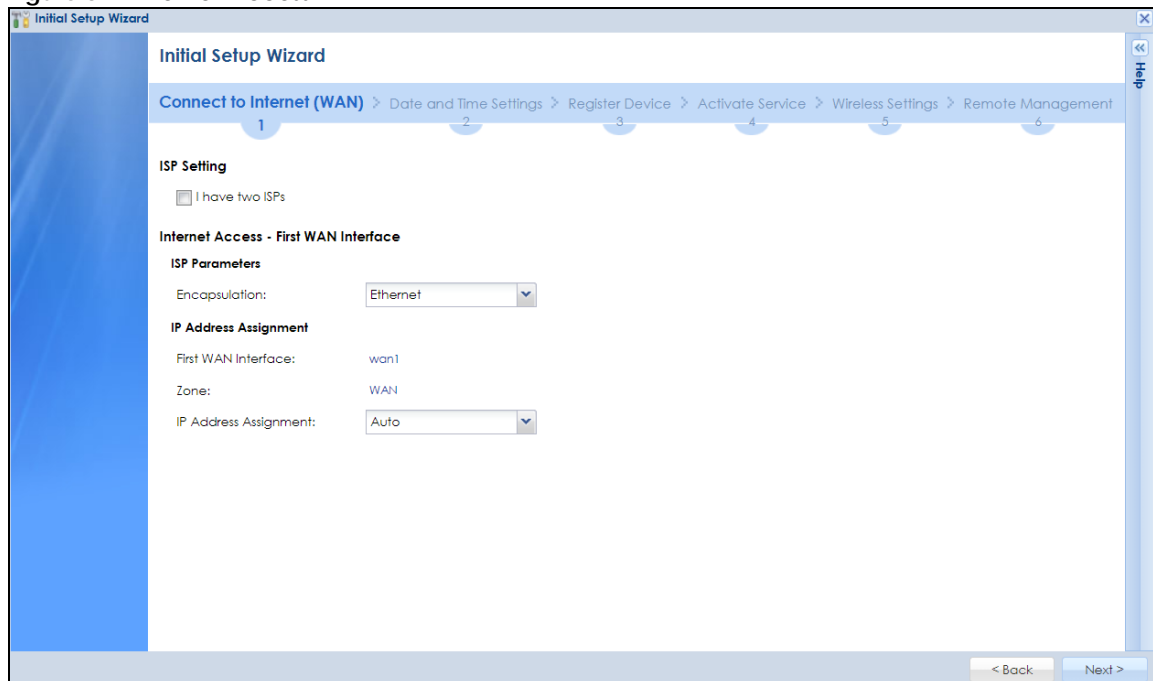 Initial Setup Wizard
Initial Setup Wizard
Connect to Internet (WAN) > Date and Time Settings > Register Device > Activate Service > Wireless Settings > Remote Management
1 2 3 4 5 6
ISP Setting
I have two ISPs
Internet Access - First WAN Interface
ISP Parameters
Encapsulation: Ethernet
IP Address Assignment
First WAN Interface: wan1
Zone: WAN
IP Address Assignment: Auto
Help
< Back Next >